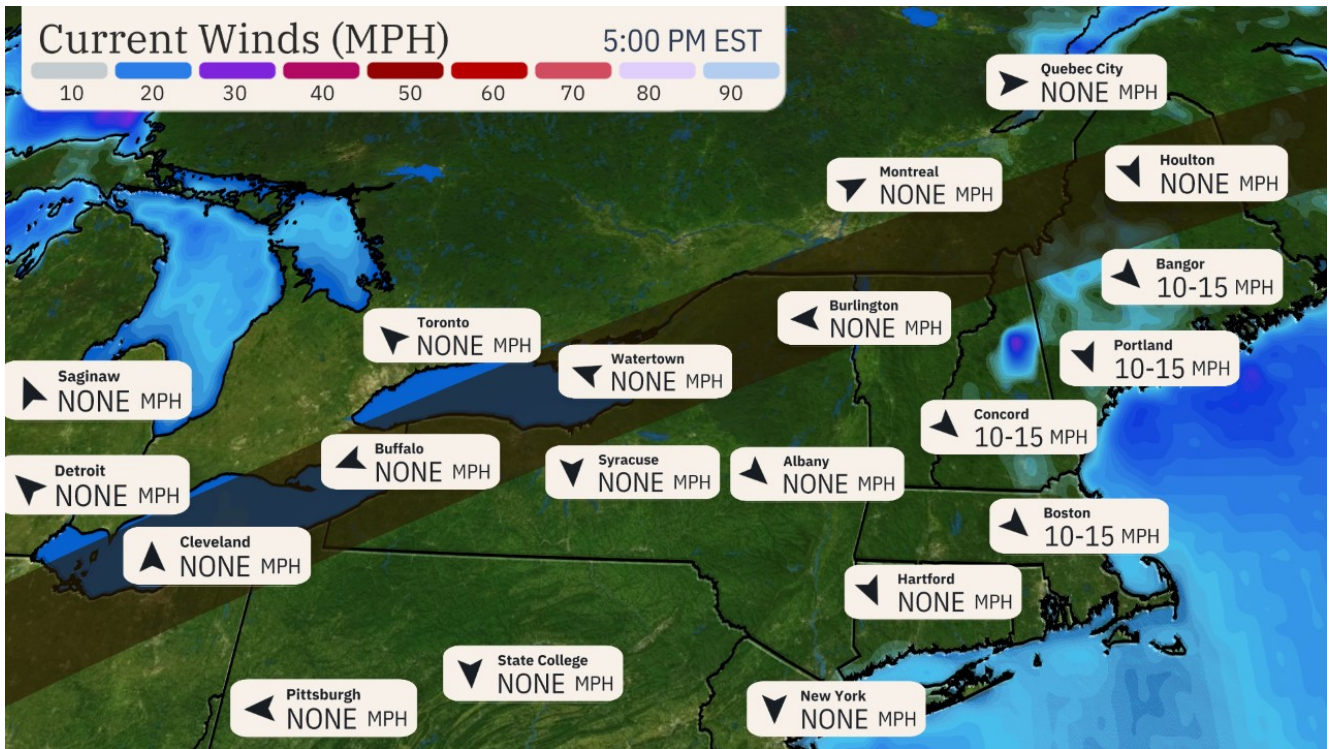 Current Winds (MPH)
5:00 PM EST
10 20 30 40 50 60 70 80 90
Quebec City
NONE MPH
Houlton
NONE MPH
Montreal
NONE MPH
Bangor
10-15 MPH
Burlington
NONE MPH
Toronto
NONE MPH
Portland
10-15 MPH
Watertown
NONE MPH
Saginaw
NONE MPH
Concord
10-15 MPH
Buffalo
NONE MPH
Syracuse
NONE MPH
Albany
NONE MPH
Detroit
NONE MPH
Boston
10-15 MPH
Cleveland
NONE MPH
Hartford
NONE MPH
State College
NONE MPH
Pittsburgh
NONE MPH
New York
NONE MPH